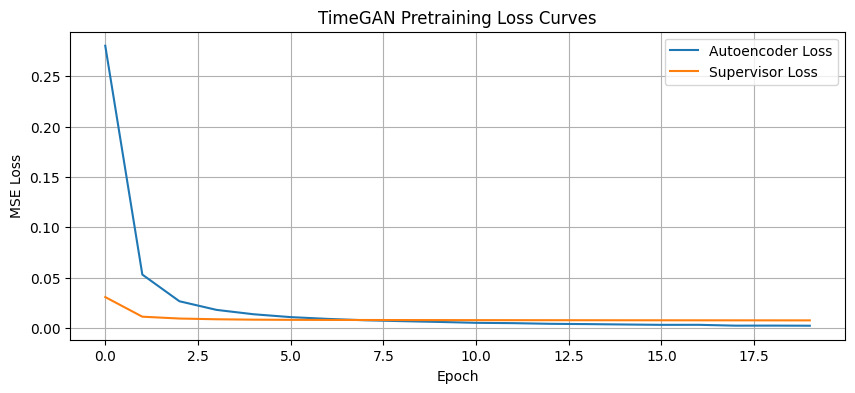 TimeGAN Pretraining Loss Curves
Autoencoder Loss
Supervisor Loss
MSE Loss
0.25
0.20
0.15
0.10
0.05
0.00
0.0 2.5 5.0 7.5 10.0 12.5 15.0 17.5
Epoch